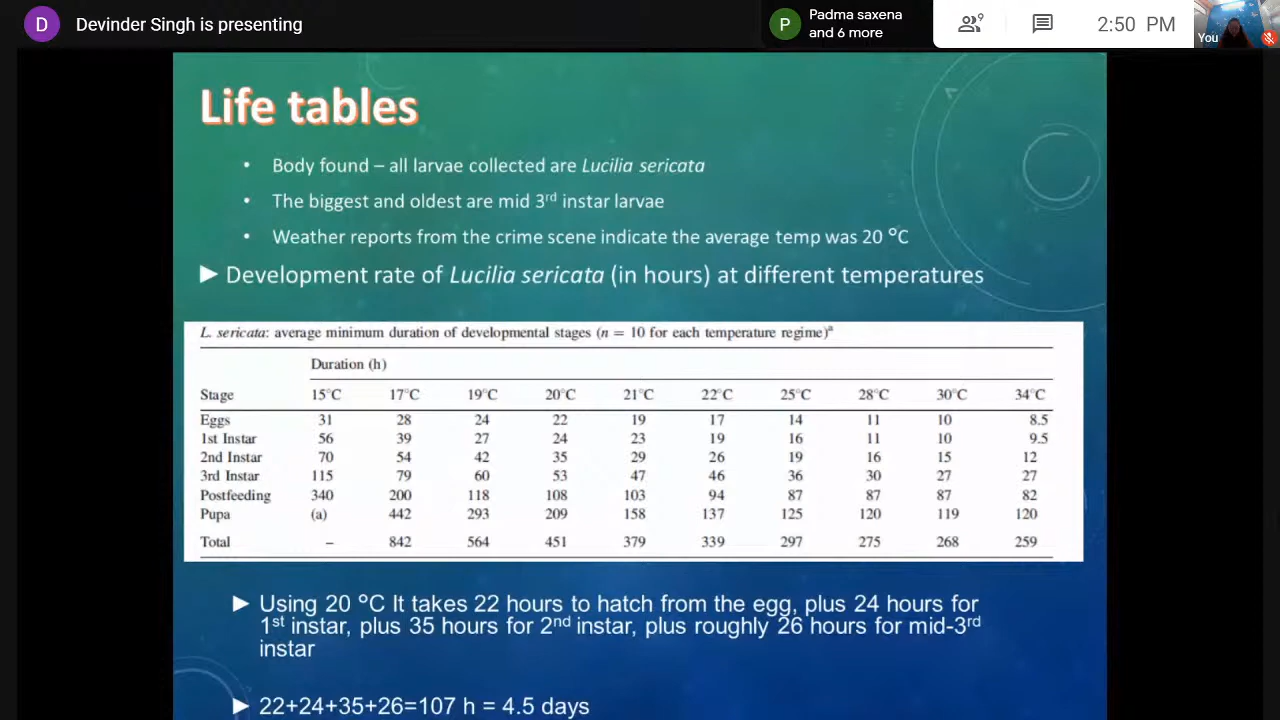 D Devinder Singh is presenting
P Padma saxena
and 6 more
9
2:50 PM
You
Life tables
• Body found – all larvae collected are Lucilia sericata
• The biggest and oldest are mid 3rd instar larvae
• Weather reports from the crime scene indicate the average temp was 20 °C
► Development rate of Lucilia sericata (in hours) at different temperatures
L. sericata: average minimum duration of developmental stages (n = 10 for each temperature regime)a
Duration (h)
Stage 15°C 17°C 19°C 20°C 21°C 22°C 25°C 28°C 30°C 34°C
Eggs 31 28 24 22 19 17 14 11 10 8.5
1st Instar 56 39 27 24 23 19 16 11 10 9.5
2nd Instar 70 54 42 35 29 26 19 16 15 12
3rd Instar 115 79 60 53 47 46 36 30 27 27
Postfeeding 340 200 118 108 103 94 87 87 87 82
Pupa (a) 442 293 209 158 137 125 120 119 120
Total – 842 564 451 379 339 297 275 268 259
► Using 20 °C It takes 22 hours to hatch from the egg, plus 24 hours for
1st instar, plus 35 hours for 2nd instar, plus roughly 26 hours for mid-3rd
instar
► 22+24+35+26=107 h = 4.5 days